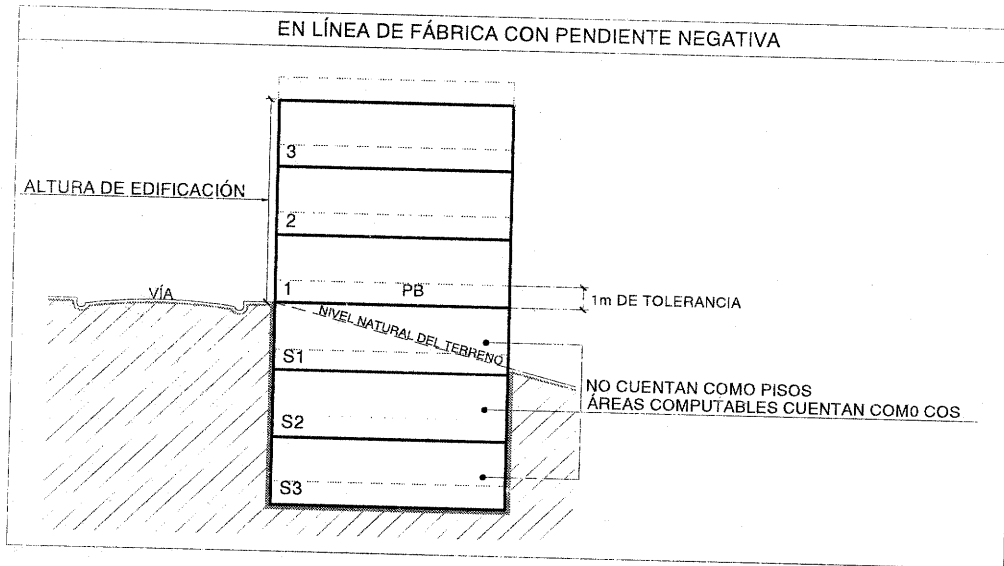 EN LÍNEA DE FÁBRICA CON PENDIENTE NEGATIVA
3
ALTURA DE EDIFICACIÓN
2
VÍA
1
PB
1m DE TOLERANCIA
NIVEL NATURAL DEL TERRENO
S1
NO CUENTAN COMO PISOS
ÁREAS COMPUTABLES CUENTAN COM0 COS
S2
S3